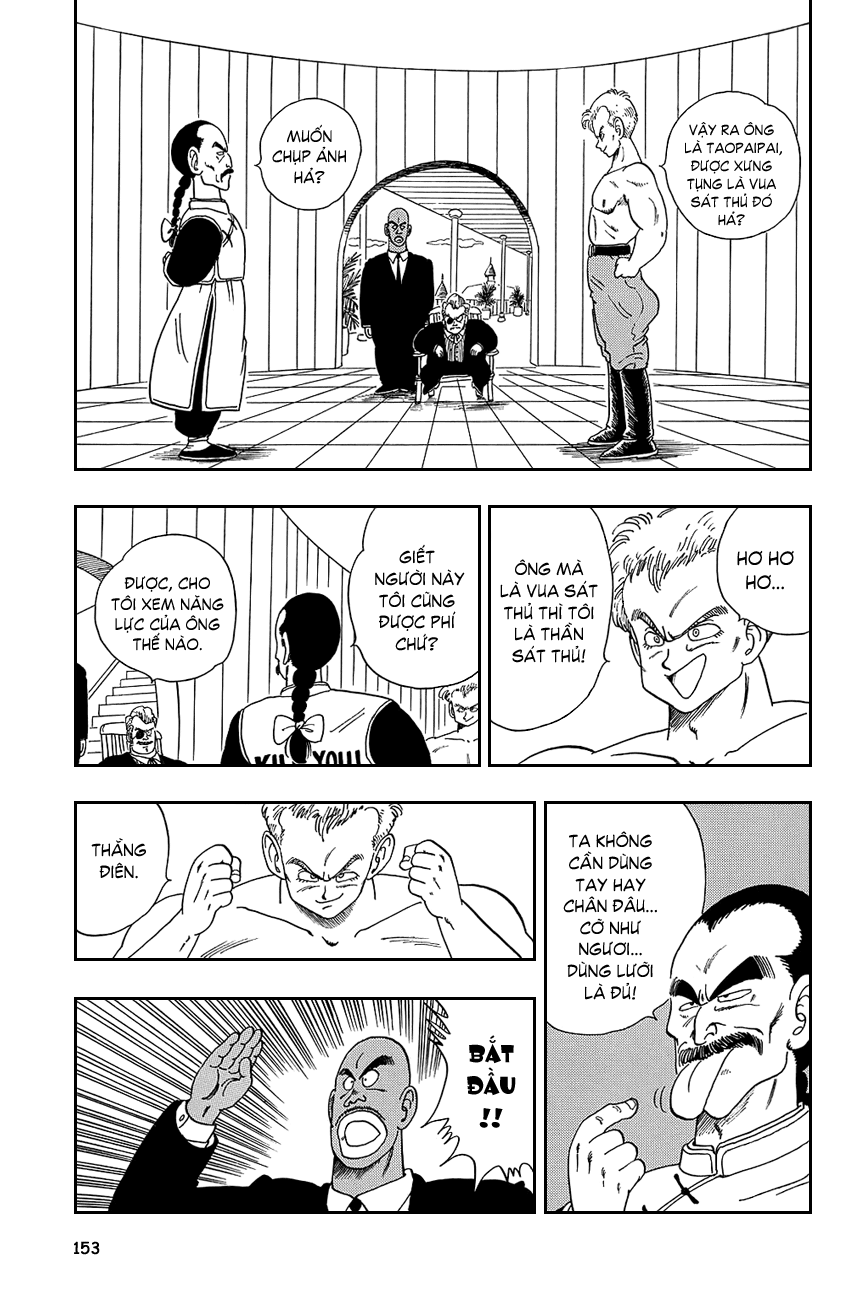 VẬY RA ÔNG
LÀ TAOPAIPAI,
ĐƯỢC XƯNG
TỤNG LÀ VUA
SÁT THỦ ĐÓ
HẢ?
MUỐN
CHỤP ẢNH
HẢ?
HƠ HƠ
HƠ...
ÔNG MÀ
LÀ VUA SÁT
THỦ THÌ TÔI
LÀ THẦN
SÁT THỦ!
GIẾT
NGƯỜI NÀY
TÔI CŨNG
ĐƯỢC PHÍ
CHỨ?
ĐƯỢC, CHO
TÔI XEM NĂNG
LỰC CỦA ÔNG
THẾ NÀO.
YOU!
TA KHÔNG
CẦN DÙNG
TAY HAY
CHÂN ĐÂU...
CỠ NHƯ
NGƯƠI...
DÙNG LƯỠI
LÀ ĐỦ!
THẰNG
ĐIÊN.
BẮT
ĐẦU
!!
153